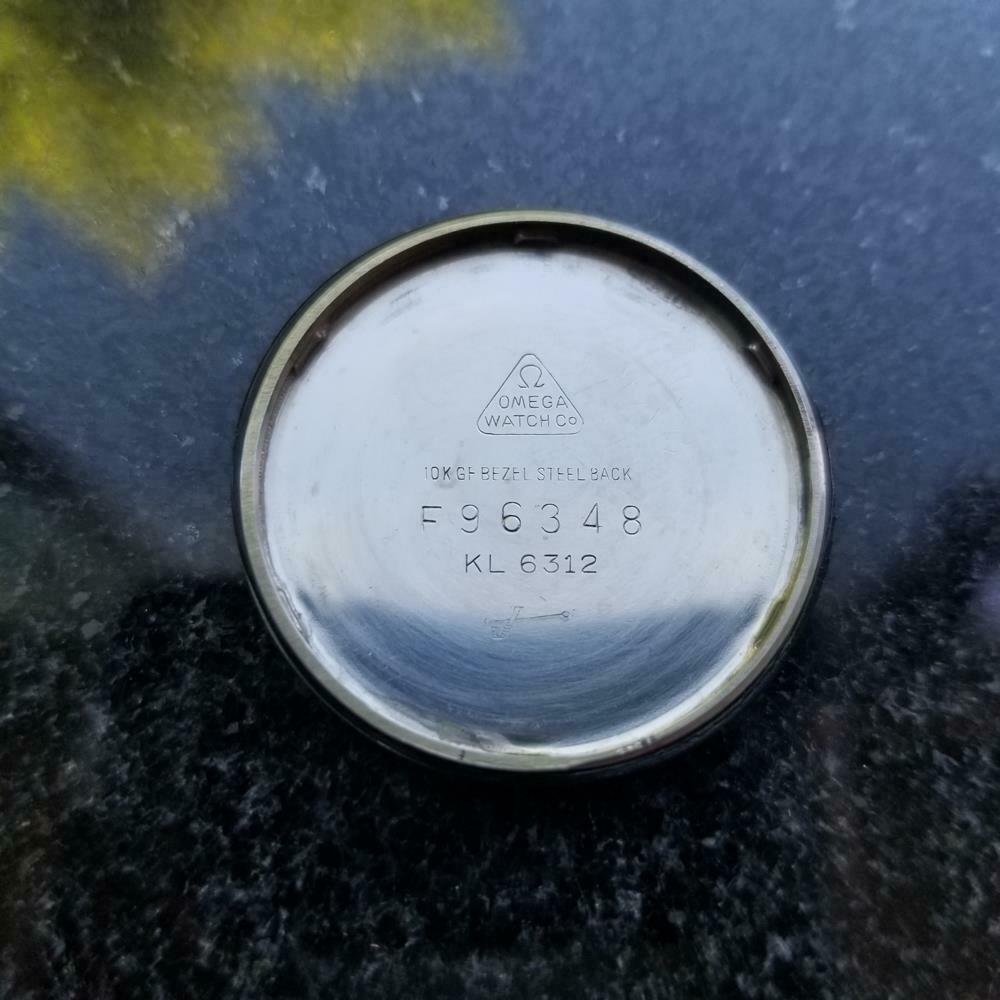 Ω
OMEGA
WATCH Co
10K GF BEZEL STEEL BACK
F96348
KL 6312